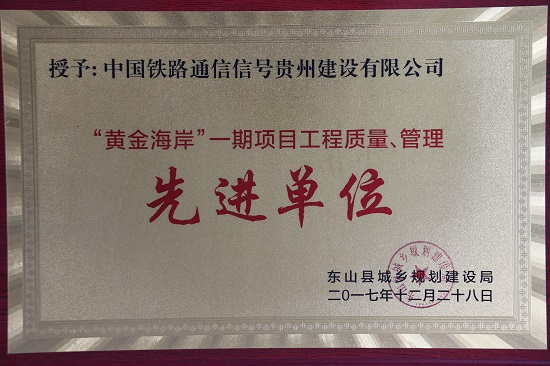 授予:中国铁路通信信号贵州建设有限公司
“黄金海岸”一期项目工程质量、管理
先进单位
东山县城乡规划建设局
二〇一七年十二月二十八日